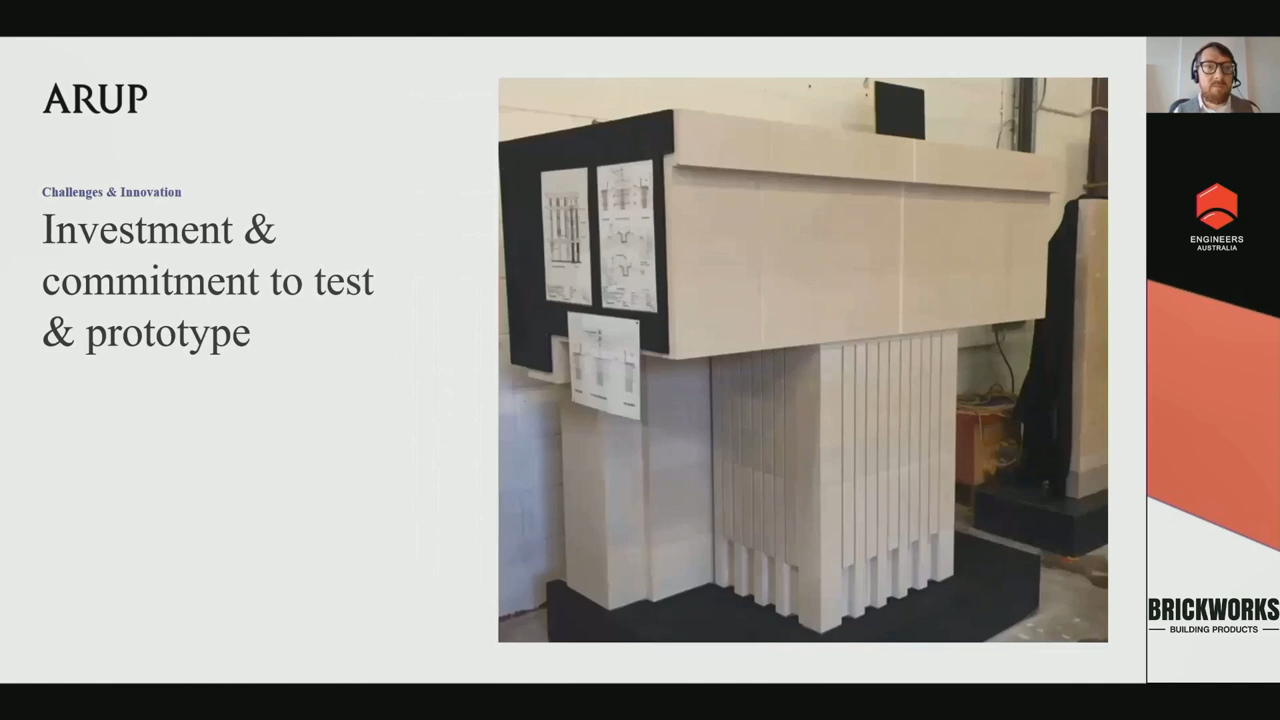 ARUP
Challenges & Innovation
Investment &
commitment to test
& prototype
ENGINEERS
AUSTRALIA
BRICKWORKS
BUILDING PRODUCTS